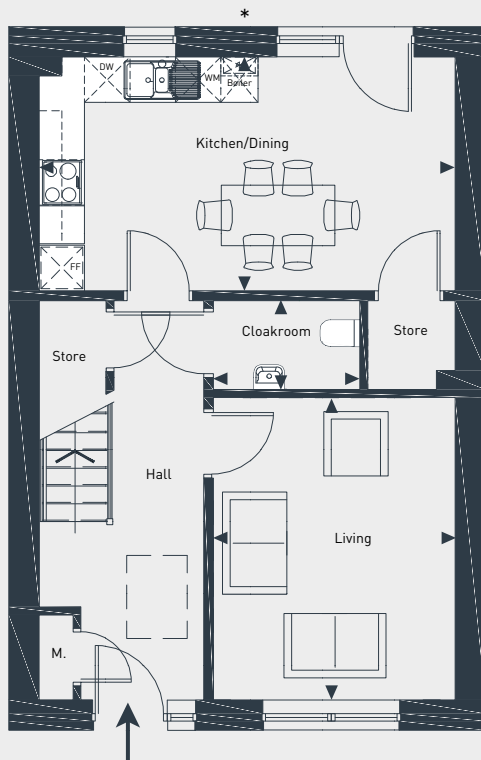 *
DW
WM
Boiler
Kitchen/Dining
FF
Cloakroom
Store
Store
Hall
Living
M.